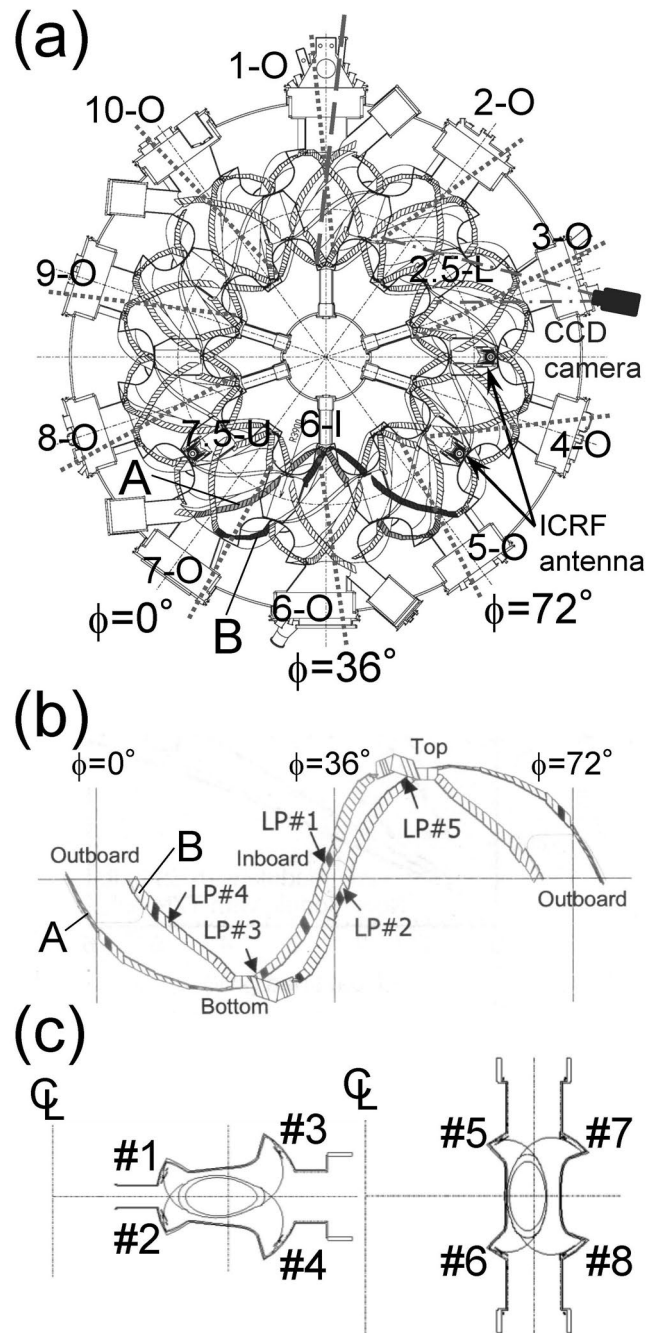 (a)
1-O
10-O
2-O
3-O
9-O
2.5-L
CCD
camera
8-O
7.5-U
6-I
4-O
A
ICRF
antenna
5-O
7-O
6-O
ϕ=0°
B
ϕ=72°
ϕ=36°
(b)
ϕ=0°
ϕ=36°
Top
ϕ=72°
LP#1
LP#5
Outboard
B
Inboard
LP#4
LP#2
Outboard
A
LP#3
Bottom
(c)
℄
℄
#1
#3
#5
#7
#2
#4
#6
#8